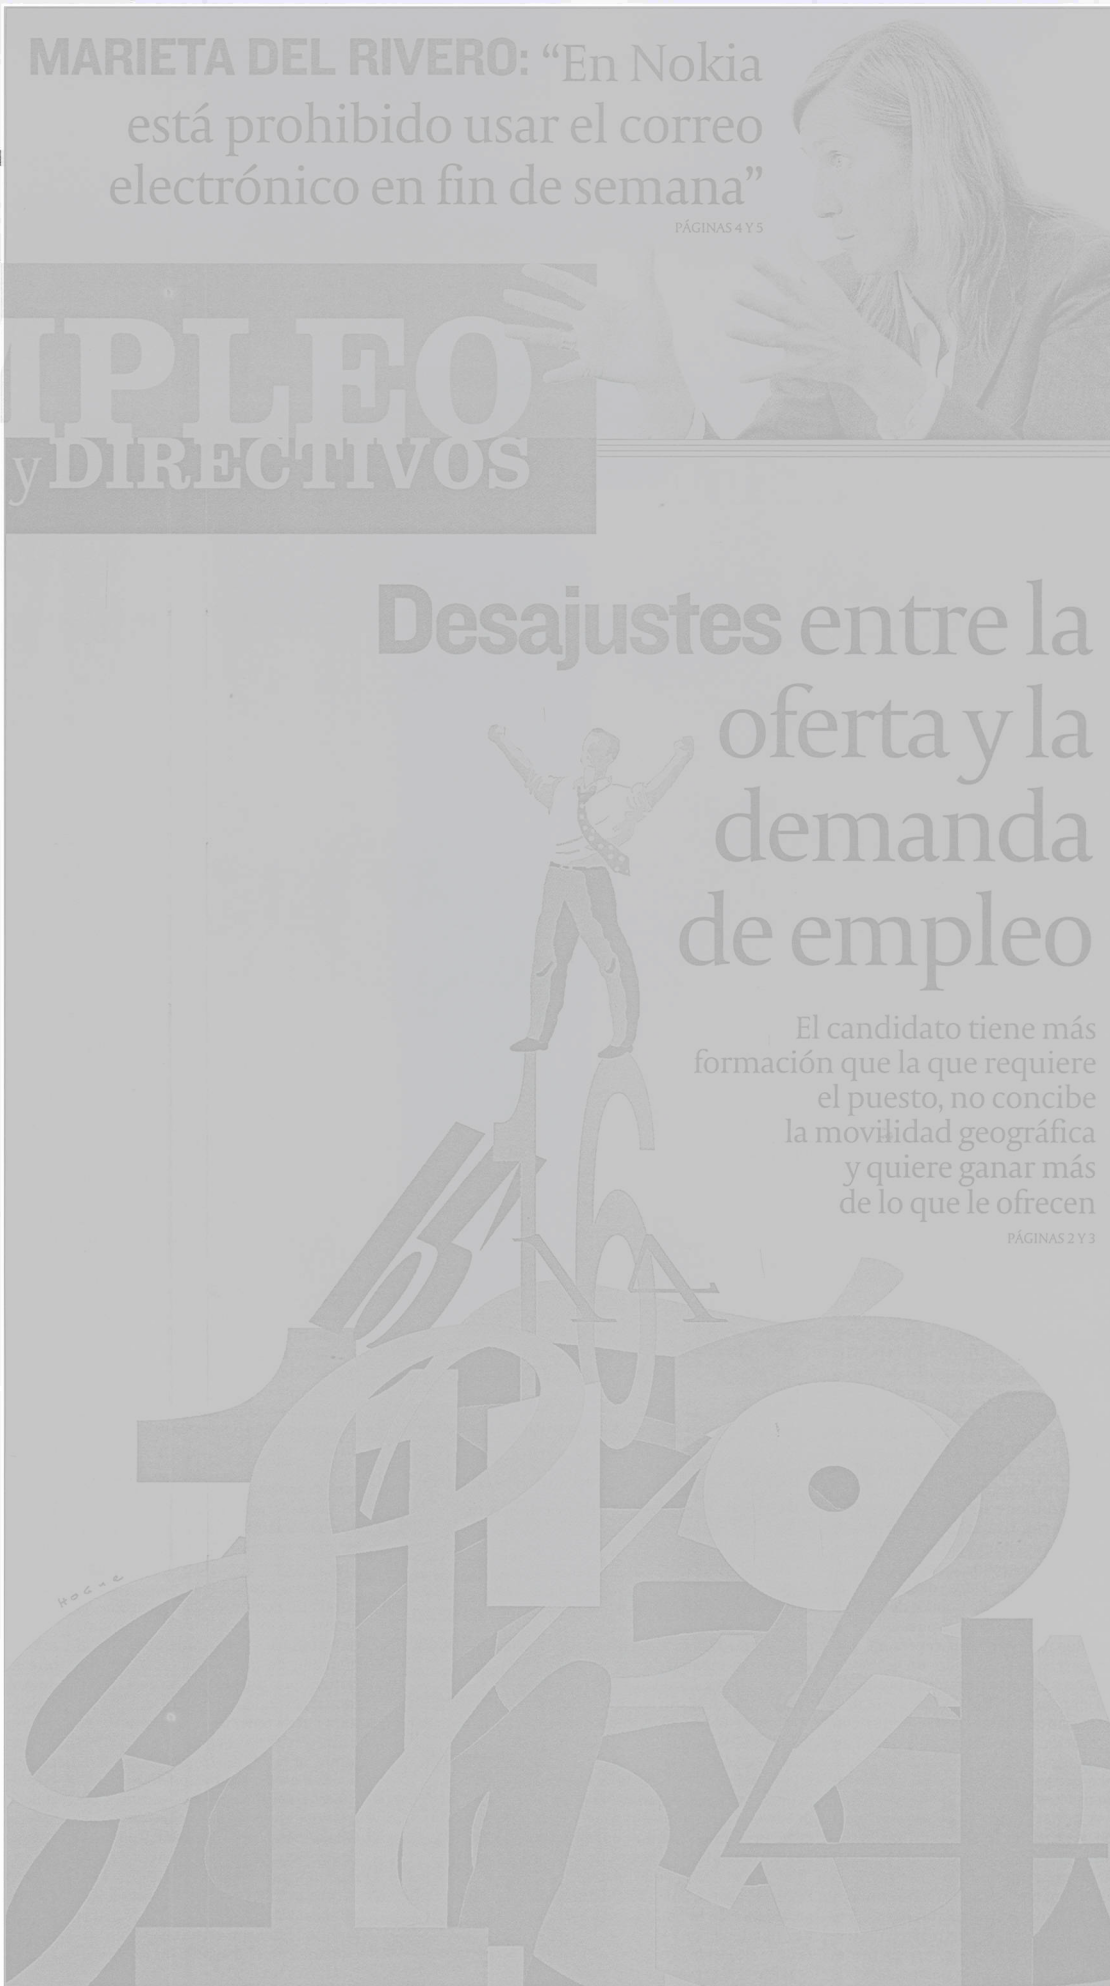 MARIETA DEL RIVERO: “En Nokia
está prohibido usar el correo
electrónico en fin de semana”
PÁGINAS 4 Y 5
MPLEO
y DIRECTIVOS
Desajustes entre la
oferta y la
demanda
de empleo
El candidato tiene más
formación que la que requiere
el puesto, no concibe
la movilidad geográfica
y quiere ganar más
de lo que le ofrecen
PÁGINAS 2 Y 3
16